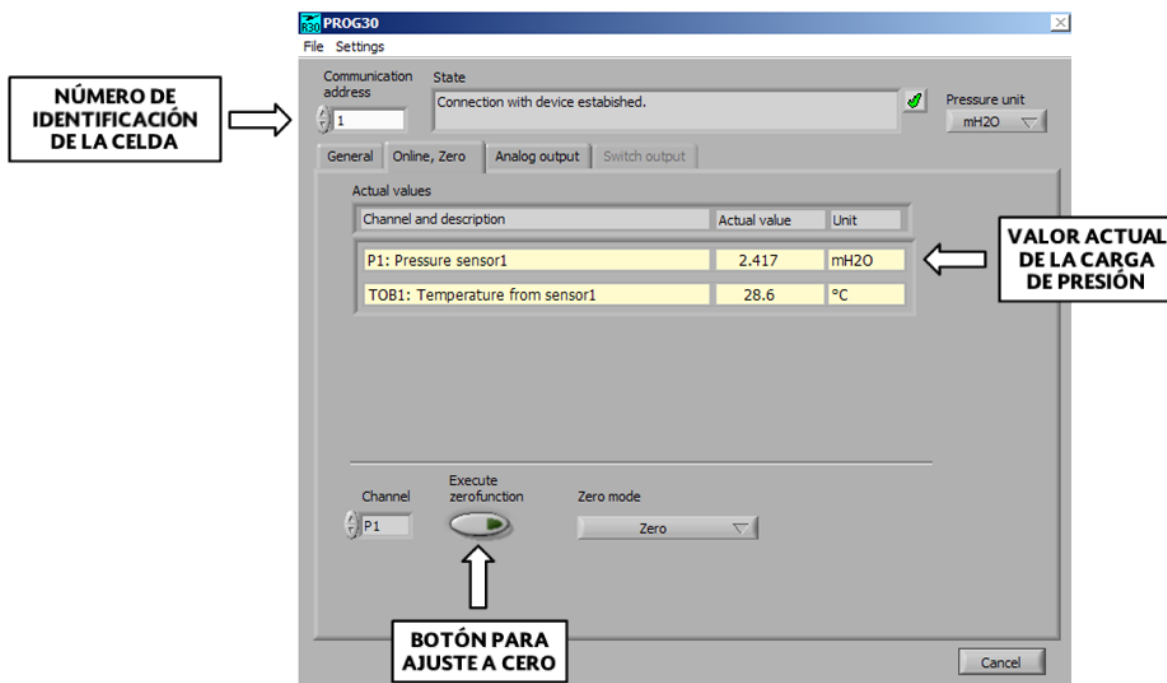 R30 PROG30
File Settings
Communication address
State
1
Connection with device estabished.
Pressure unit
mH2O
General
Online, Zero
Analog output
Switch output
Actual values
Channel and description
Actual value
Unit
P1: Pressure sensor1
2.417
mH2O
TOB1: Temperature from sensor1
28.6
°C
Channel
Execute
zerofunction
Zero mode
P1
Zero
Cancel
NÚMERO DE
IDENTIFICACIÓN
DE LA CELDA
VALOR ACTUAL
DE LA CARGA
DE PRESIÓN
BOTÓN PARA
AJUSTE A CERO